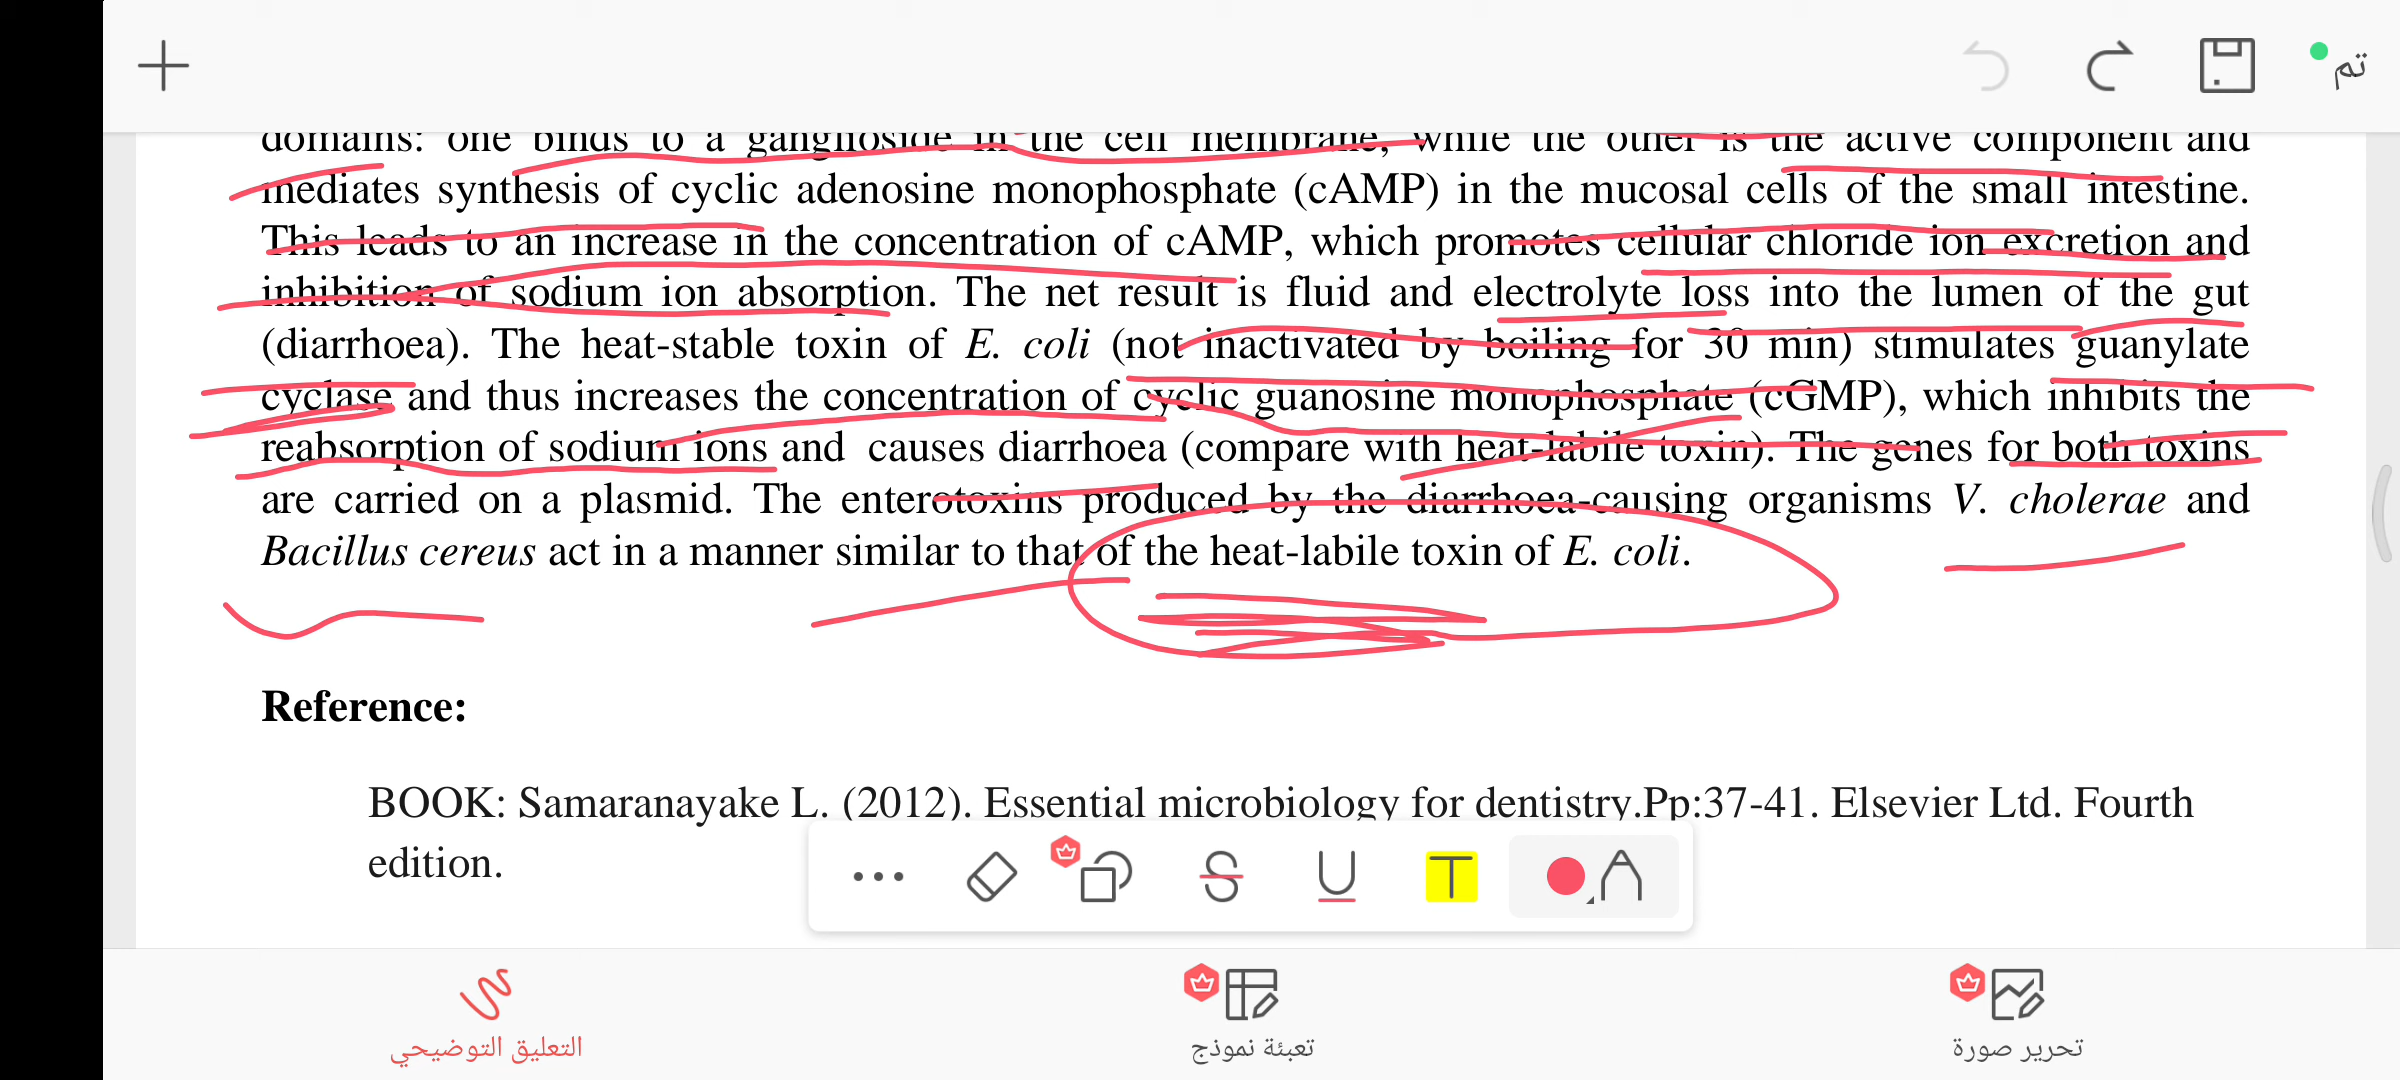 تم
domains: one binds to a ganglioside in the cell membrane, while the other is the active component and
mediates synthesis of cyclic adenosine monophosphate (cAMP) in the mucosal cells of the small intestine.
This leads to an increase in the concentration of cAMP, which promotes cellular chloride ion excretion and
inhibition of sodium ion absorption. The net result is fluid and electrolyte loss into the lumen of the gut
(diarrhoea). The heat-stable toxin of E. coli (not inactivated by boiling for 30 min) stimulates guanylate
cyclase and thus increases the concentration of cyclic guanosine monophosphate (cGMP), which inhibits the
reabsorption of sodium ions and causes diarrhoea (compare with heat-labile toxin). The genes for both toxins
are carried on a plasmid. The enterotoxins produced by the diarrhoea-causing organisms V. cholerae and
Bacillus cereus act in a manner similar to that of the heat-labile toxin of E. coli.
Reference:
BOOK: Samaranayake L. (2012). Essential microbiology for dentistry.Pp:37-41. Elsevier Ltd. Fourth
edition.
التعليق التوضيحي
تعبئة نموذج
تحرير صورة